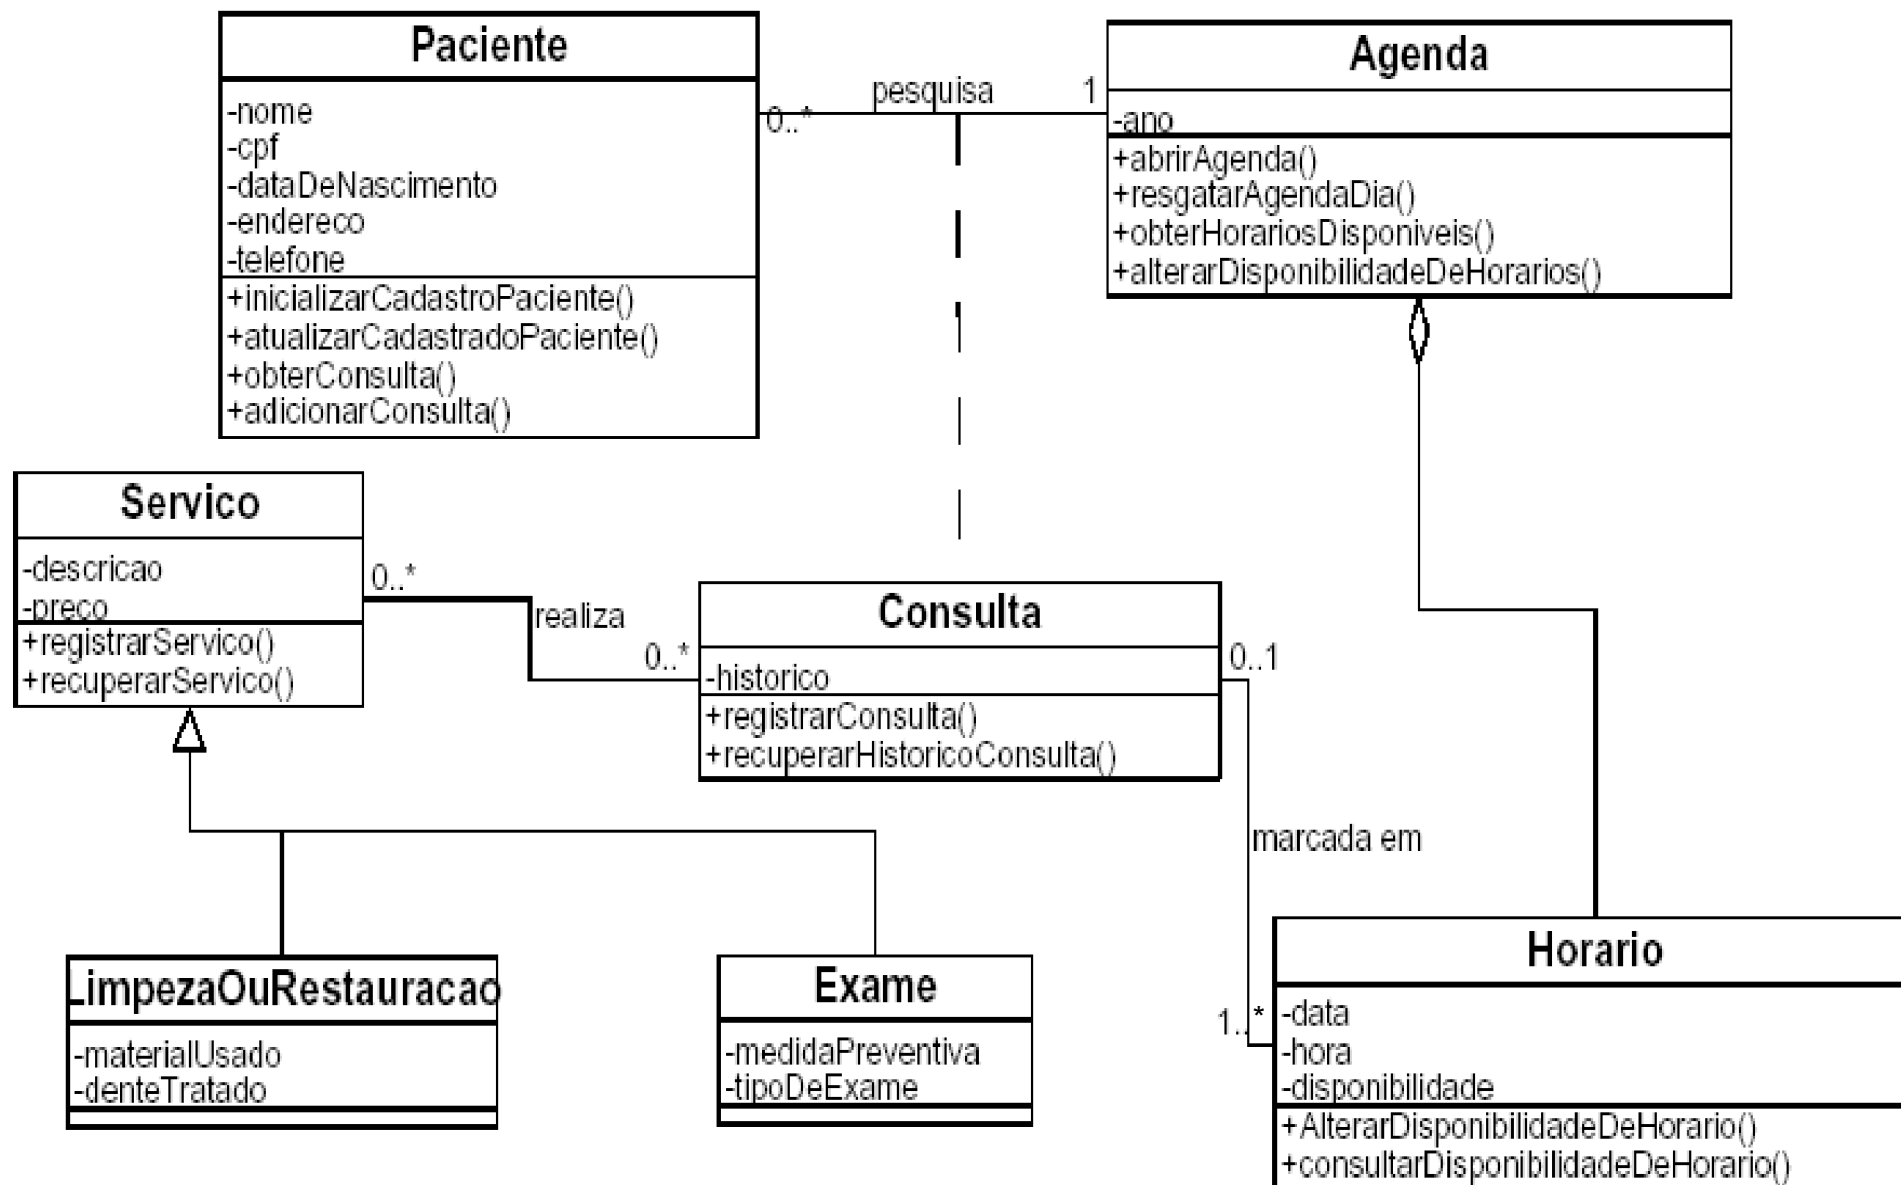 Paciente
-nome
-cpf
-dataDeNascimento
-endereco
-telefone
+inicializarCadastroPaciente()
+atualizarCadastradoPaciente()
+obterConsulta()
+adicionarConsulta()
0..*
pesquisa
1
Agenda
-ano
+abrirAgenda()
+resgatarAgendaDia()
+obterHorariosDisponiveis()
+alterarDisponibilidadeDeHorarios()
Servico
-descricao
-preco
+registrarServico()
+recuperarServico()
0..*
realiza
0..*
Consulta
-historico
+registrarConsulta()
+recuperarHistoricoConsulta()
0..1
marcada em
1..*
LimpezaOuRestauracao
-materialUsado
-denteTratado
Exame
-medidaPreventiva
-tipoDeExame
Horario
-data
-hora
-disponibilidade
+AlterarDisponibilidadeDeHorario()
+consultarDisponibilidadeDeHorario()